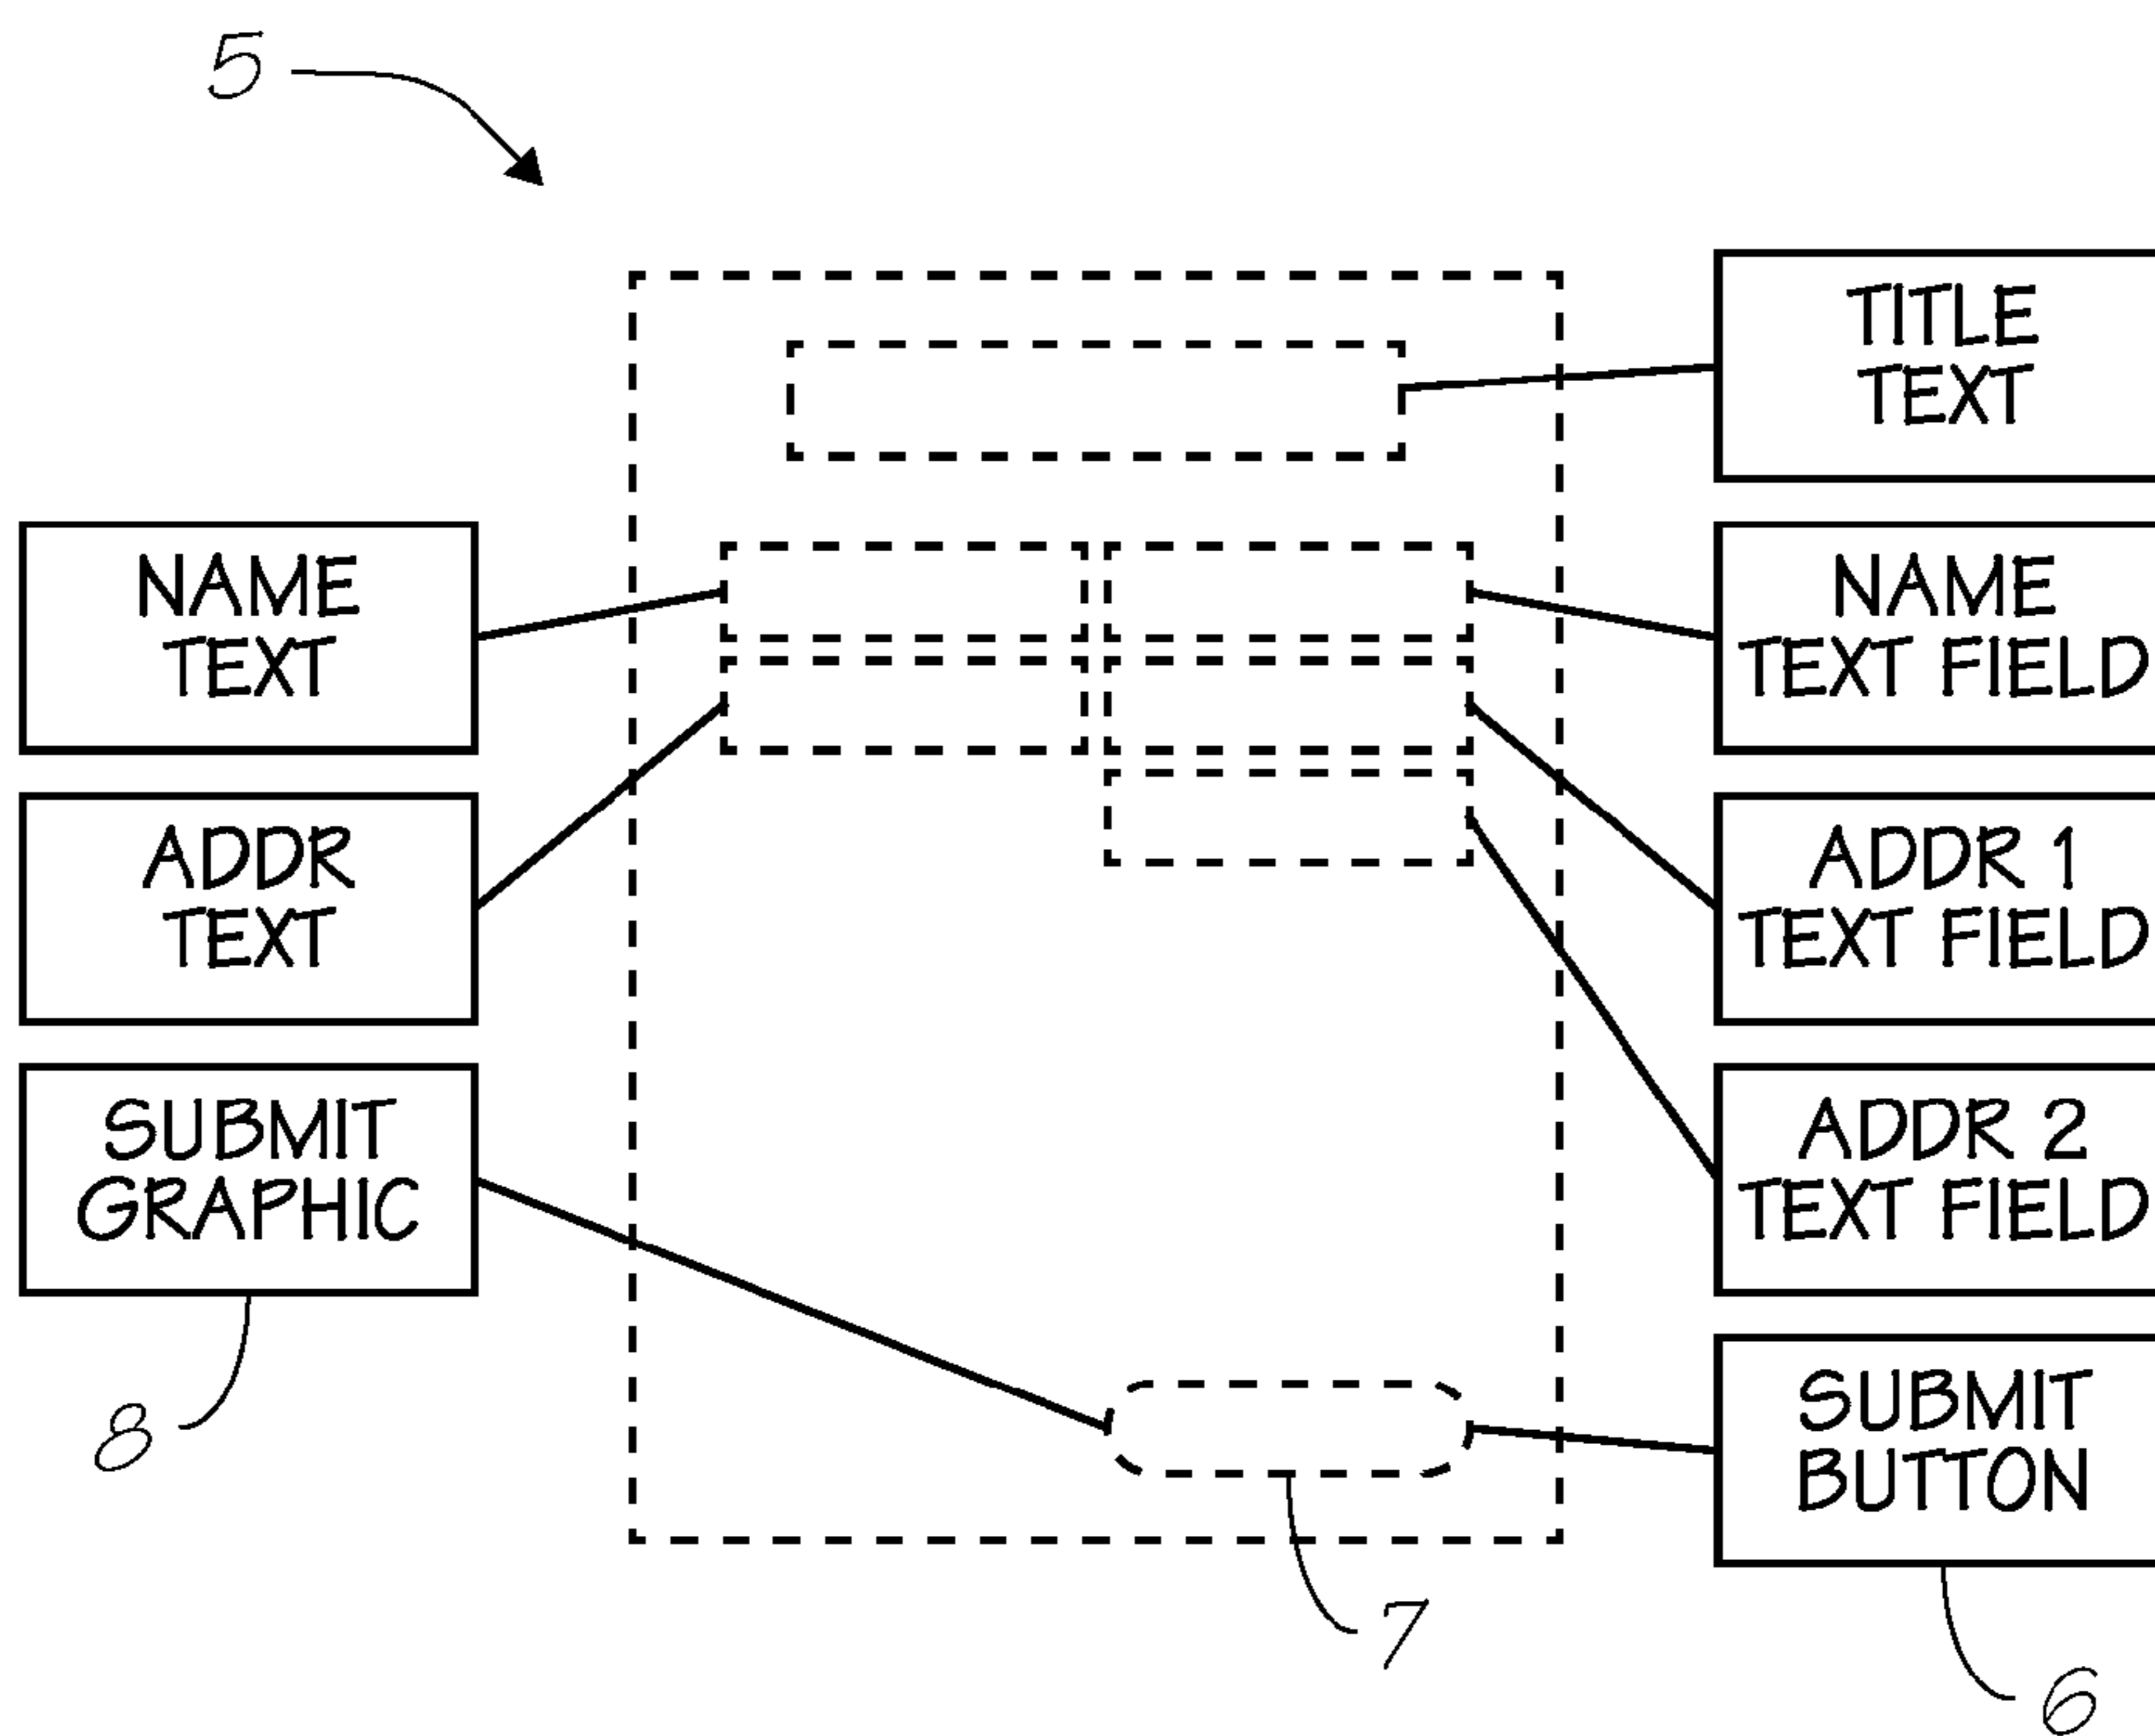 5
TITLE
TEXT
NAME
TEXT
NAME
TEXT FIELD
ADDR
TEXT
ADDR 1
TEXT FIELD
SUBMIT
GRAPHIC
ADDR 2
TEXT FIELD
SUBMIT
BUTTON
8
7
6